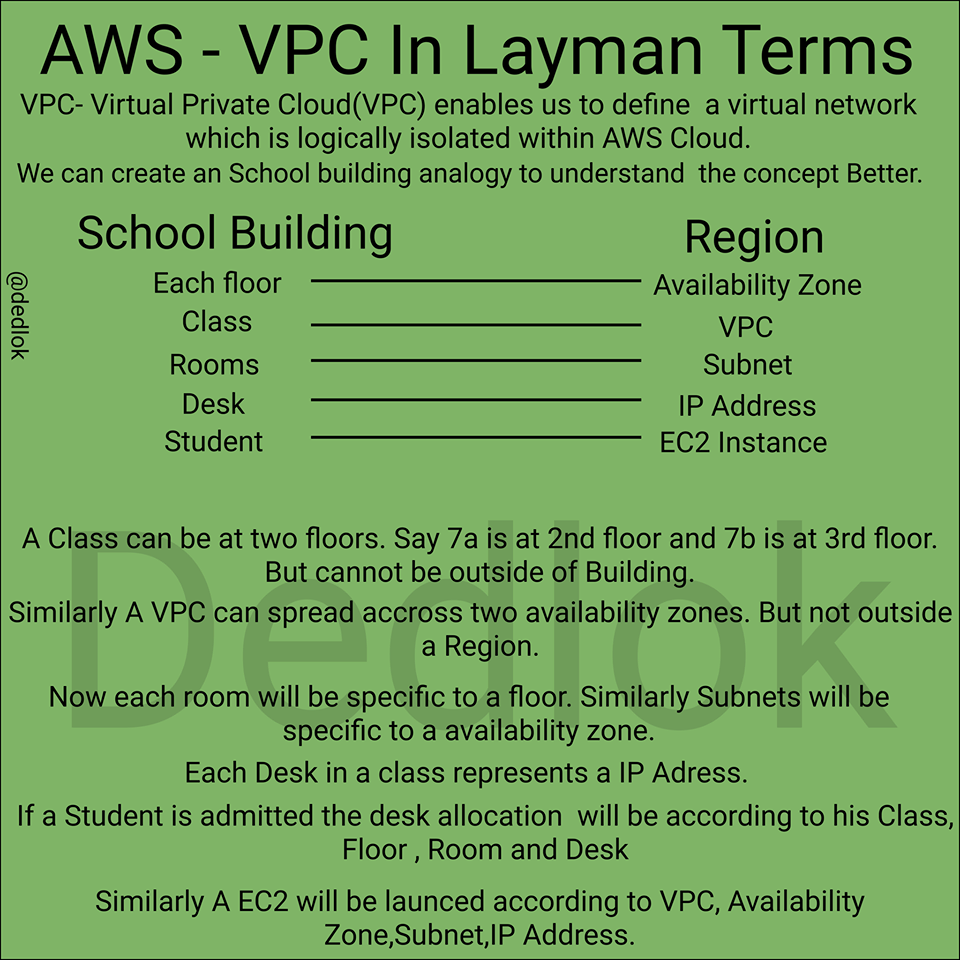 AWS - VPC In Layman Terms
VPC- Virtual Private Cloud(VPC) enables us to define a virtual network
which is logically isolated within AWS Cloud.
We can create an School building analogy to understand the concept Better.
School Building
Region
Each floor
Availability Zone
Class
VPC
Rooms
Subnet
Desk
IP Address
Student
EC2 Instance
@dedlok
Dedlok
A Class can be at two floors. Say 7a is at 2nd floor and 7b is at 3rd floor.
But cannot be outside of Building.
Similarly A VPC can spread accross two availability zones. But not outside
a Region.
Now each room will be specific to a floor. Similarly Subnets will be
specific to a availability zone.
Each Desk in a class represents a IP Adress.
If a Student is admitted the desk allocation will be according to his Class,
Floor , Room and Desk
Similarly A EC2 will be launced according to VPC, Availability
Zone,Subnet,IP Address.